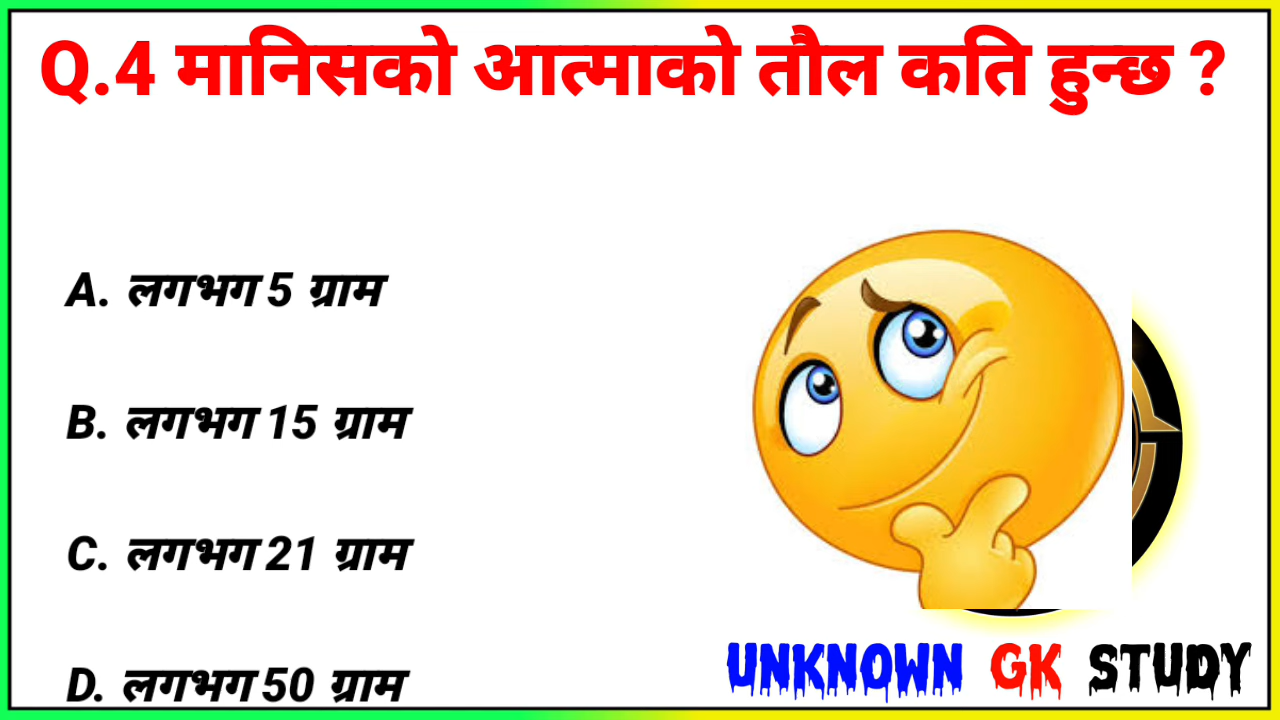 Q.4 मानिसको आत्माको तौल कति हुन्छ ?
A. लगभग 5 ग्राम
B. लगभग 15 ग्राम
C. लगभग 21 ग्राम
D. लगभग 50 ग्राम
UNKNOWN GK STUDY